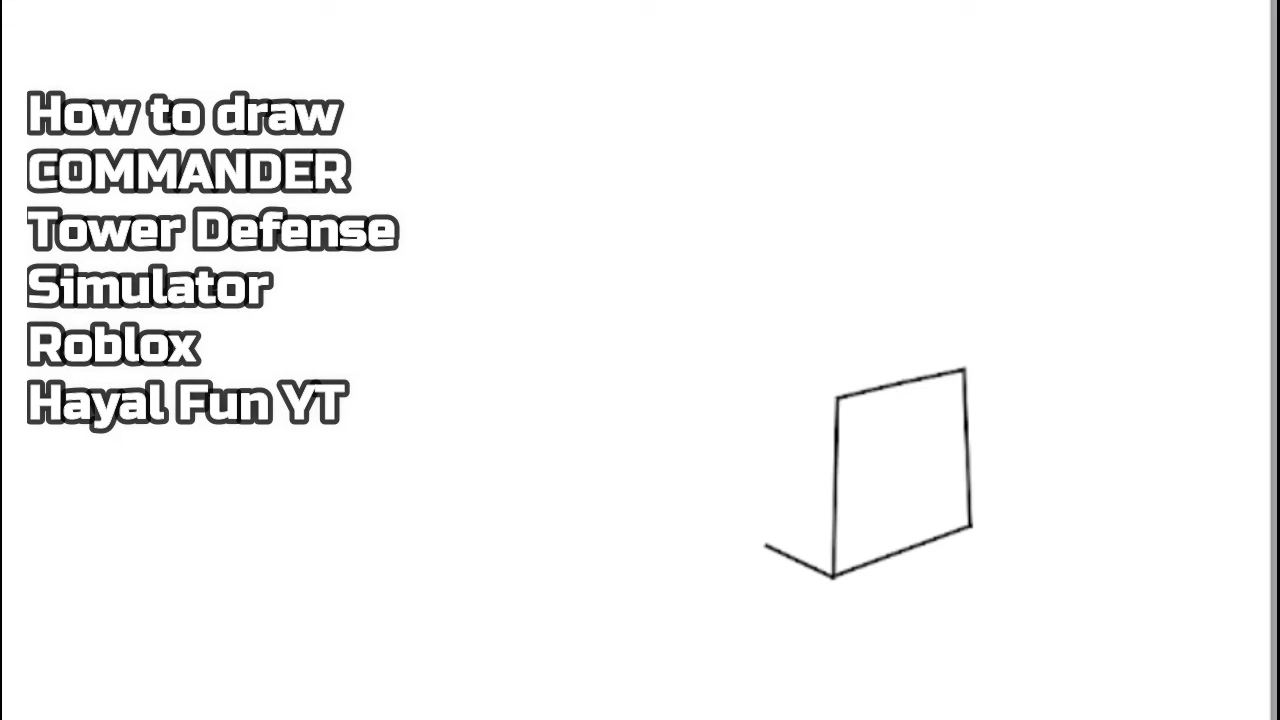 How to draw
COMMANDER
Tower Defense
Simulator
Roblox
Hayal Fun YT